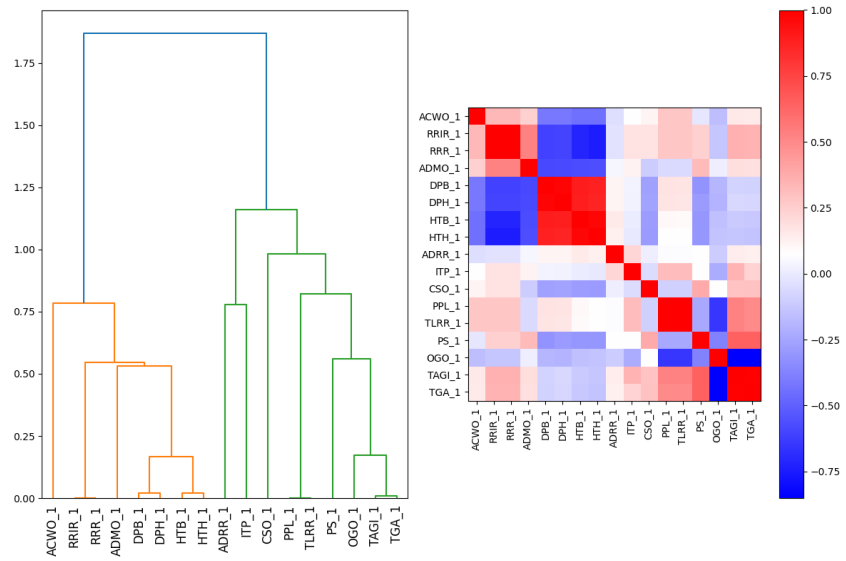 1.75
1.50
1.25
1.00
0.75
0.50
0.25
0.00
ACWO_1
RRIR_1
RRR_1
ADMO_1
DPB_1
DPH_1
HTB_1
HTH_1
ADRR_1
ITP_1
CSO_1
PPL_1
TLRR_1
PS_1
OGO_1
TAGI_1
TGA_1
ACWO_1
RRIR_1
RRR_1
ADMO_1
DPB_1
DPH_1
HTB_1
HTH_1
ADRR_1
ITP_1
CSO_1
PPL_1
TLRR_1
PS_1
OGO_1
TAGI_1
TGA_1
ACWO_1
RRIR_1
RRR_1
ADMO_1
DPB_1
DPH_1
HTB_1
HTH_1
ADRR_1
ITP_1
CSO_1
PPL_1
TLRR_1
PS_1
OGO_1
TAGI_1
TGA_1
1.00
0.75
0.50
0.25
0.00
−0.25
−0.50
−0.75